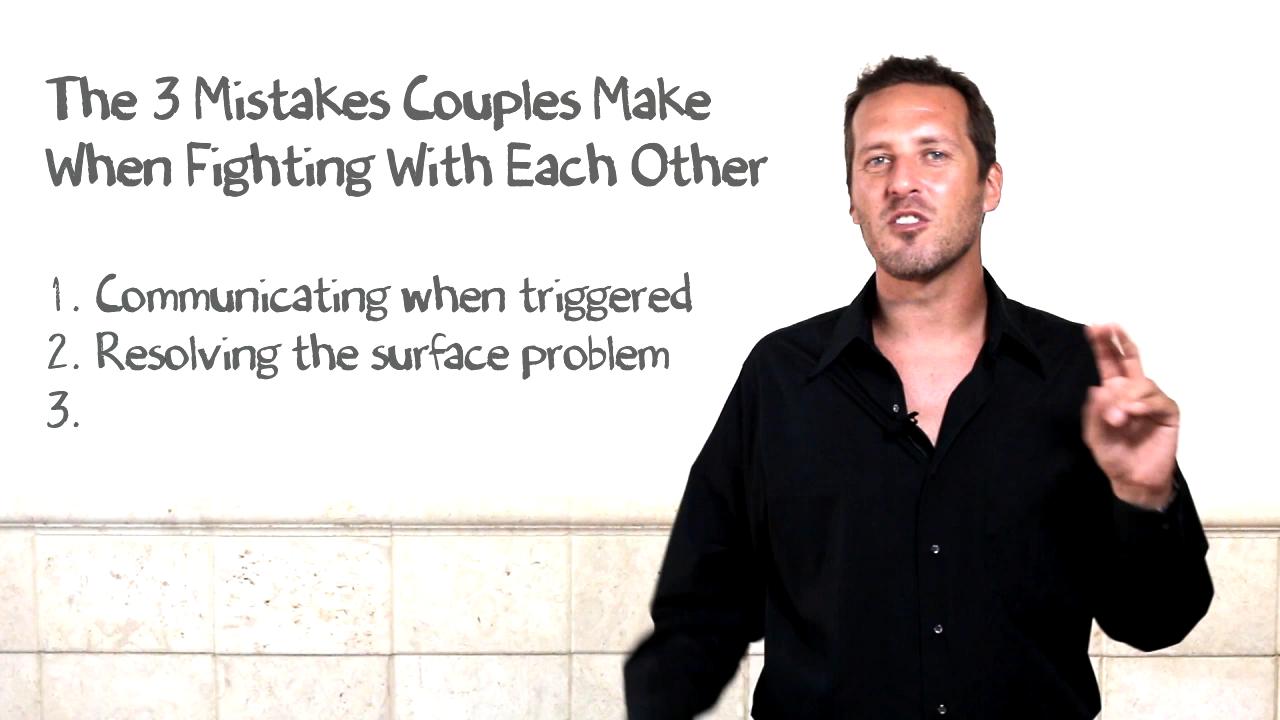 The 3 Mistakes Couples Make
When Fighting With Each Other
1. Communicating when triggered
2. Resolving the surface problem
3.